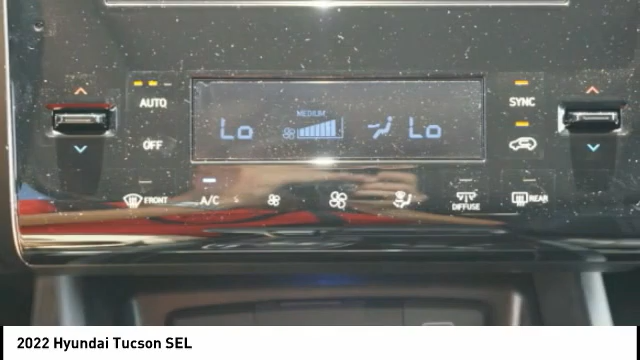 MEDIUM
AUTO
Lo
Lo
SYNC
OFF
FRONT
A/C
DIFFUSE
REAR
2022 Hyundai Tucson SEL